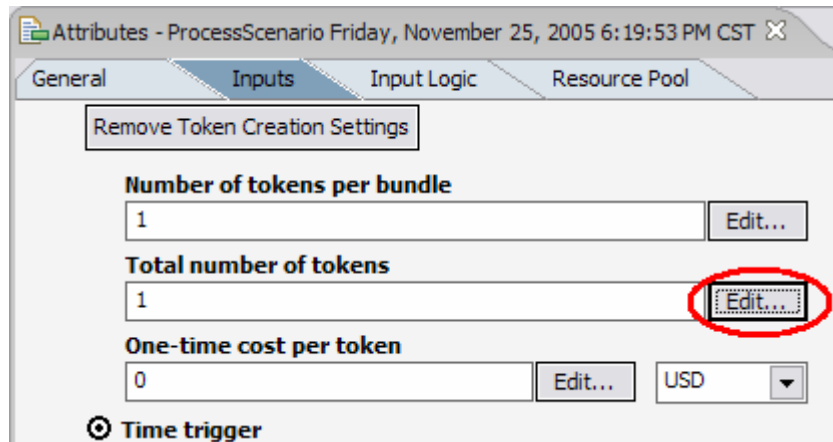 Attributes - ProcessScenario Friday, November 25, 2005 6:19:53 PM CST
General Inputs Input Logic Resource Pool
Remove Token Creation Settings
Number of tokens per bundle
1 Edit...
Total number of tokens
1 Edit...
One-time cost per token
0 Edit... USD
Time trigger